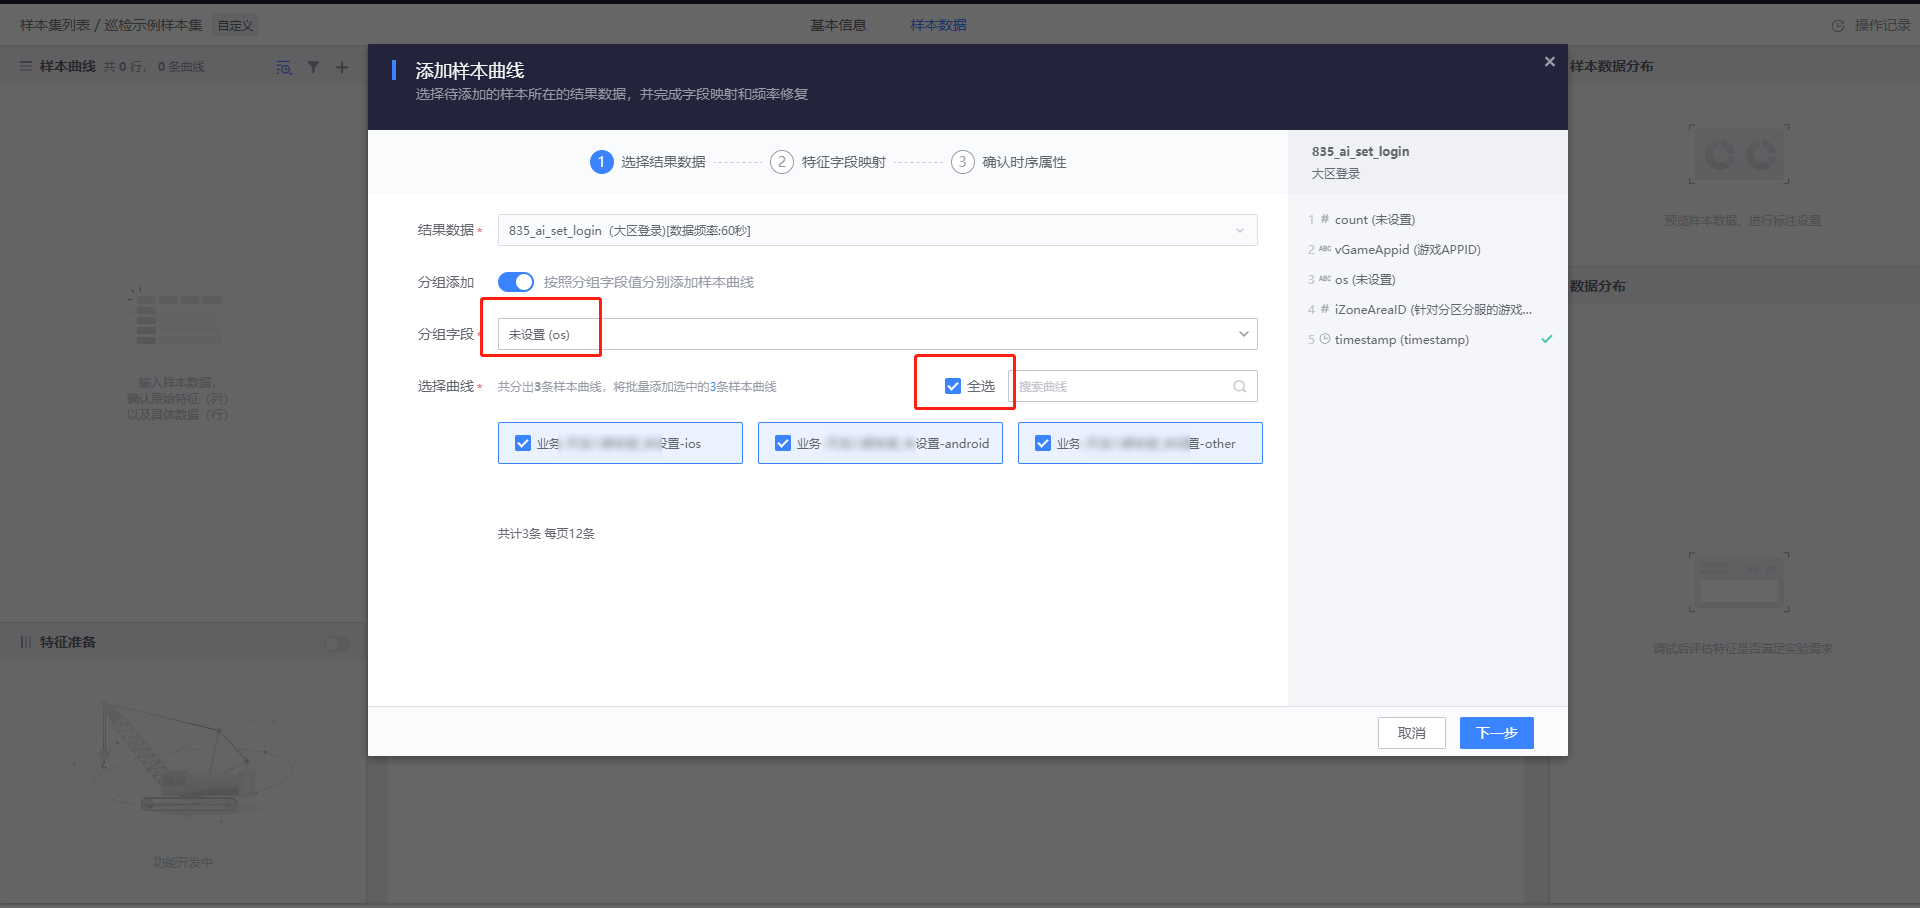 样本集列表 / 巡检示例样本集 自定义
基本信息
样本数据
操作记录
样本曲线 共 0 行， 0 条曲线
输入样本数据，
确认原始特征（列）
以及具体数据（行）
特征准备
功能开发中
添加样本曲线
选择待添加的样本所在的结果数据，并完成字段映射和频率修复
1 选择结果数据
2 特征字段映射
3 确认时序属性
结果数据 *
835_ai_set_login（大区登录)[数据频率:60秒]
分组添加
按照分组字段值分别添加样本曲线
分组字段 *
未设置 (os)
选择曲线 *
共分出3条样本曲线，将批量添加选中的3条样本曲线
全选
搜索曲线
业务 设置-ios
业务 设置-android
业务 置-other
共计3条 每页12条
835_ai_set_login
大区登录
1 # count (未设置)
2 ABC vGameAppid (游戏APPID)
3 ABC os (未设置)
4 # iZoneAreaID (针对分区分服的游戏...
5 timestamp (timestamp)
取消
下一步
样本数据分布
预览样本数据，进行标注设置
数据分布
调试后评估特征是否满足实验需求